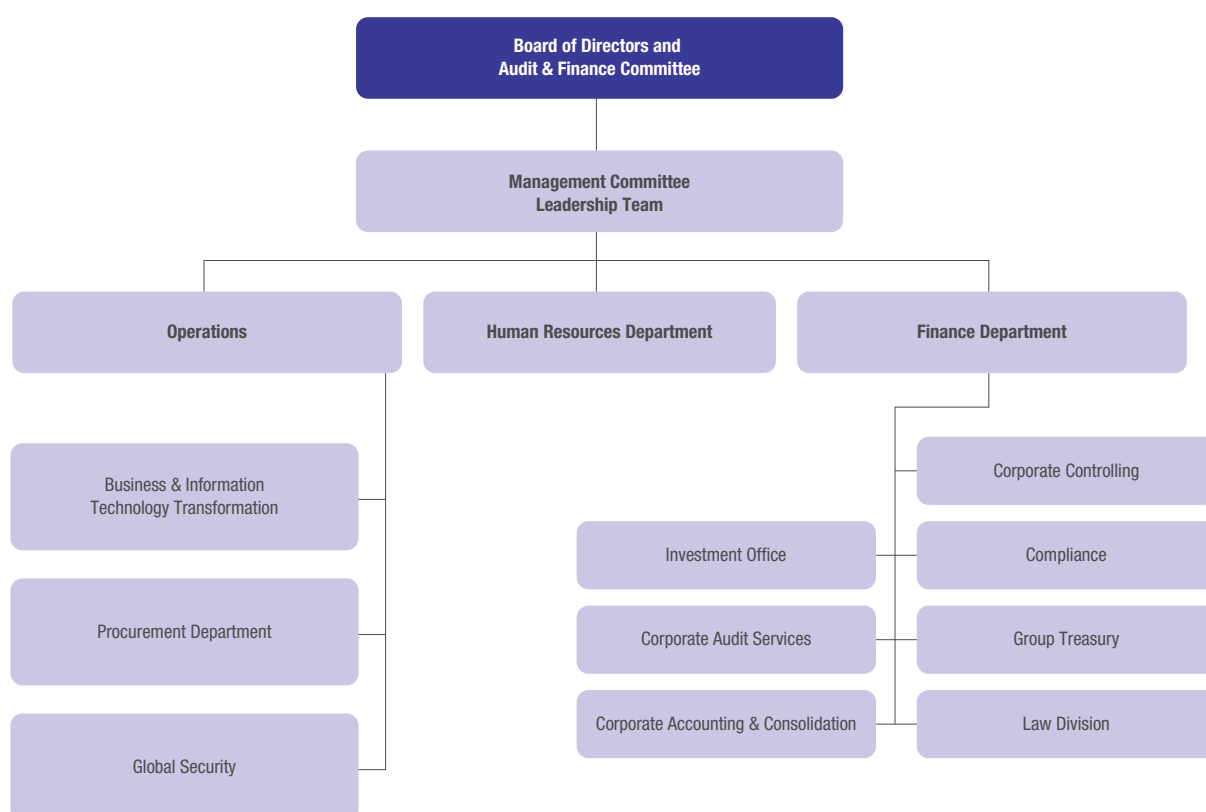 Board of Directors and
Audit & Finance Committee
Management Committee
Leadership Team
Operations
Human Resources Department
Finance Department
Business & Information
Technology Transformation
Procurement Department
Global Security
Corporate Controlling
Investment Office
Compliance
Corporate Audit Services
Group Treasury
Corporate Accounting & Consolidation
Law Division